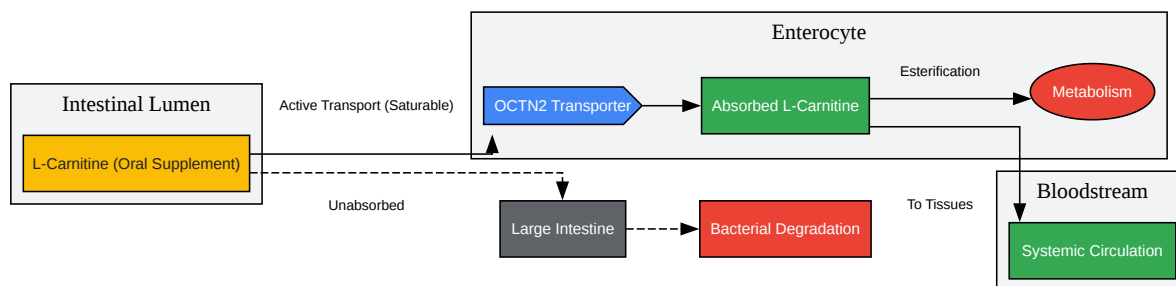 Enterocyte
Intestinal Lumen
Active Transport (Saturable)
OCTN2 Transporter
Absorbed L-Carnitine
Esterification
Metabolism
L-Carnitine (Oral Supplement)
Unabsorbed
Large Intestine
Bacterial Degradation
To Tissues
Bloodstream
Systemic Circulation